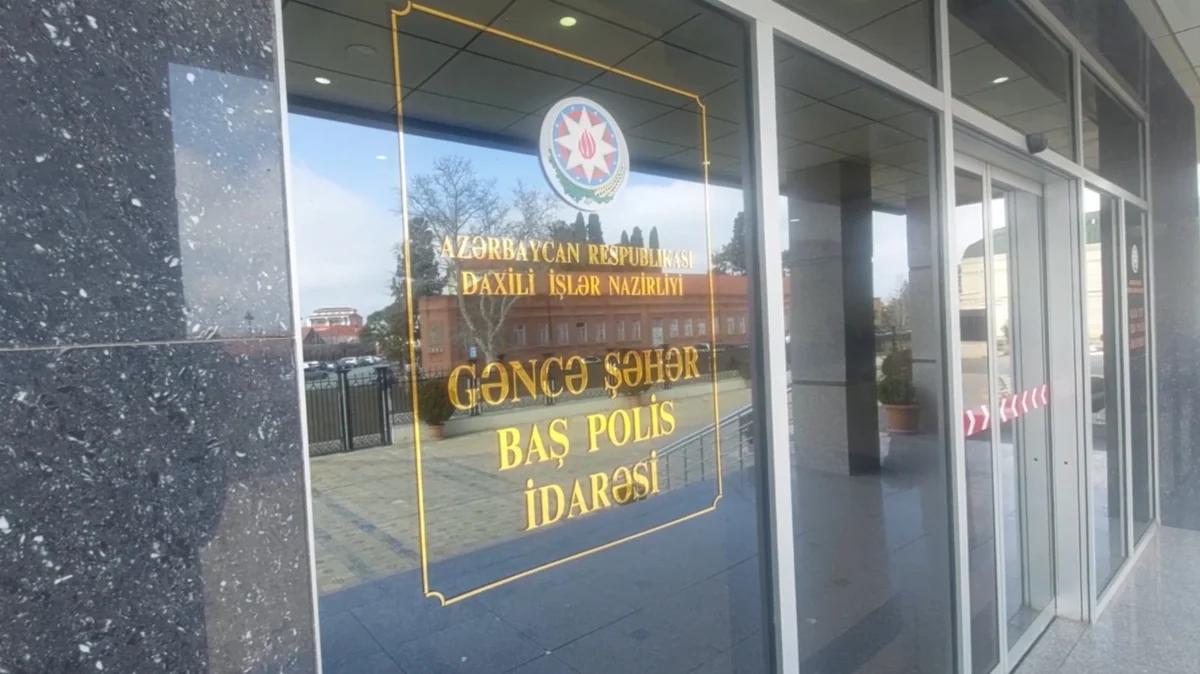 AZƏRBAYCAN RESPUBLİKASI
DAXİLİ İŞLƏR NAZİRLİYİ
GƏNCƏ ŞƏHƏR
BAŞ POLİS
İDARƏSİ